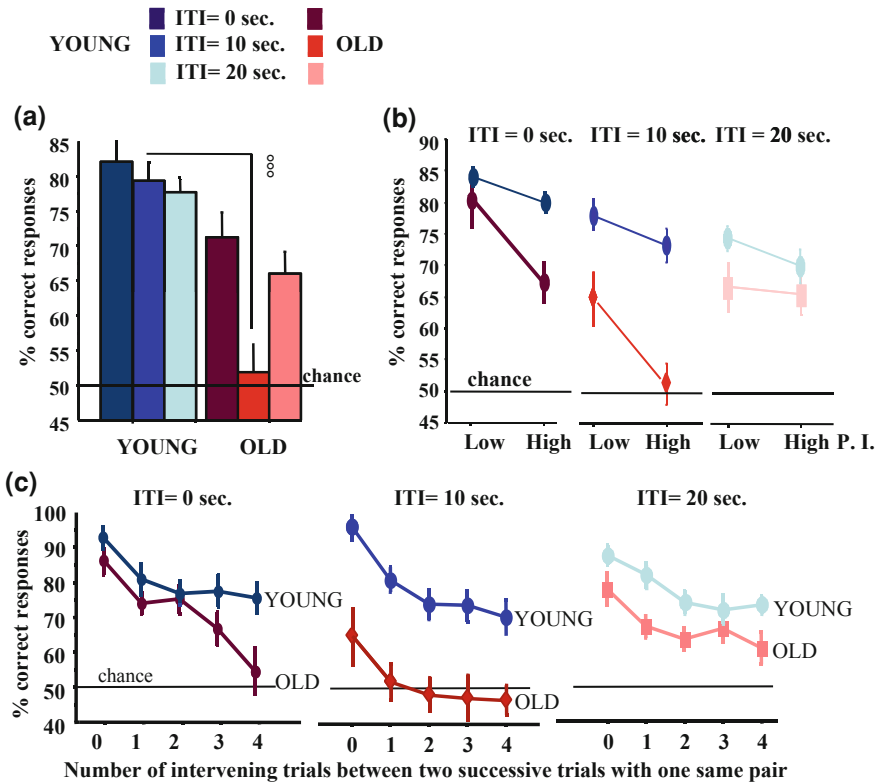 ITI= 0 sec.
YOUNG ITI= 10 sec. OLD
ITI= 20 sec.
(a)
% correct responses
85
80
75
70
65
60
55
50
45
°°°
chance
YOUNG OLD
(b)
ITI = 0 sec. ITI = 10 sec. ITI = 20 sec.
% correct responses
90
85
80
75
70
65
60
55
50
45
chance
Low High Low High Low High P. I.
(c)
ITI= 0 sec. ITI= 10 sec. ITI= 20 sec.
% correct responses
100
90
80
70
60
50
40
YOUNG
chance
OLD
YOUNG
OLD
YOUNG
OLD
0 1 2 3 4 0 1 2 3 4 0 1 2 3 4
Number of intervening trials between two successive trials with one same pair